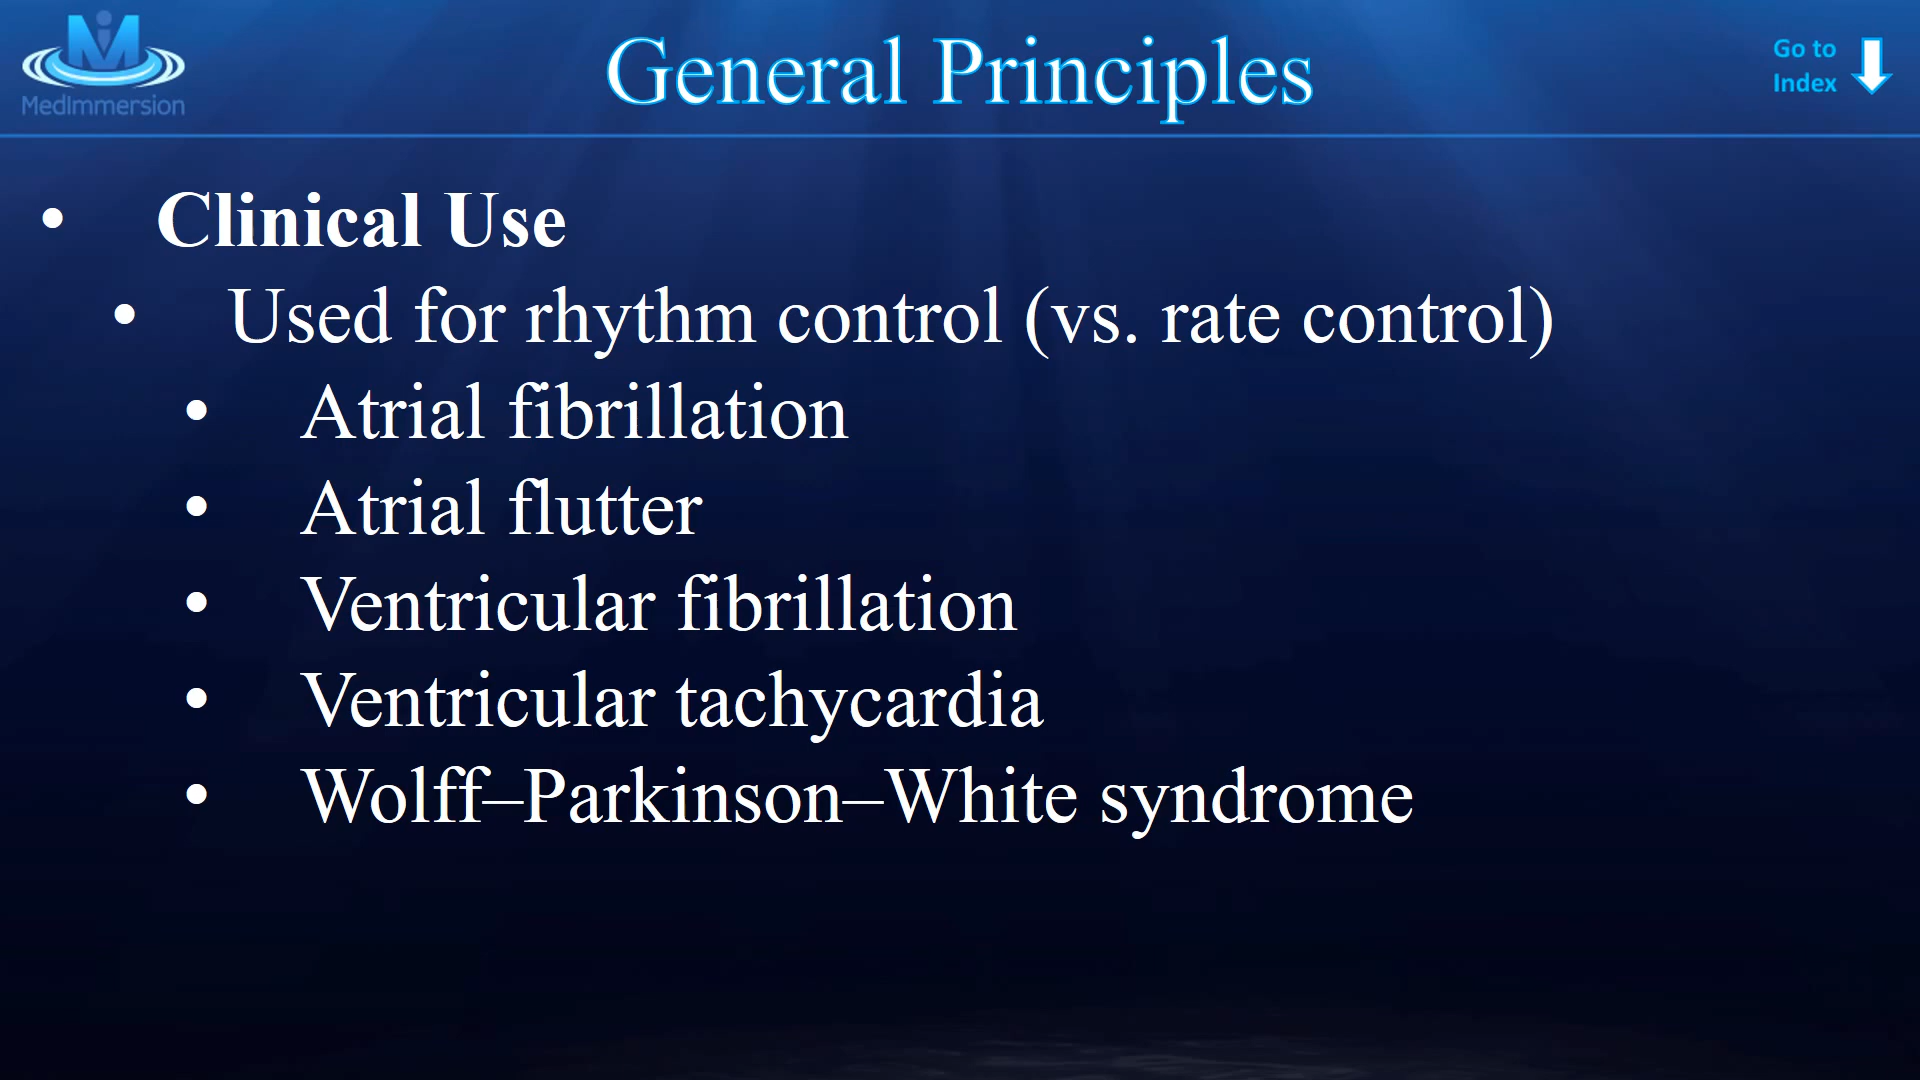 MedImmersion
General Principles
Go to
Index
• Clinical Use
• Used for rhythm control (vs. rate control)
• Atrial fibrillation
• Atrial flutter
• Ventricular fibrillation
• Ventricular tachycardia
• Wolff–Parkinson–White syndrome